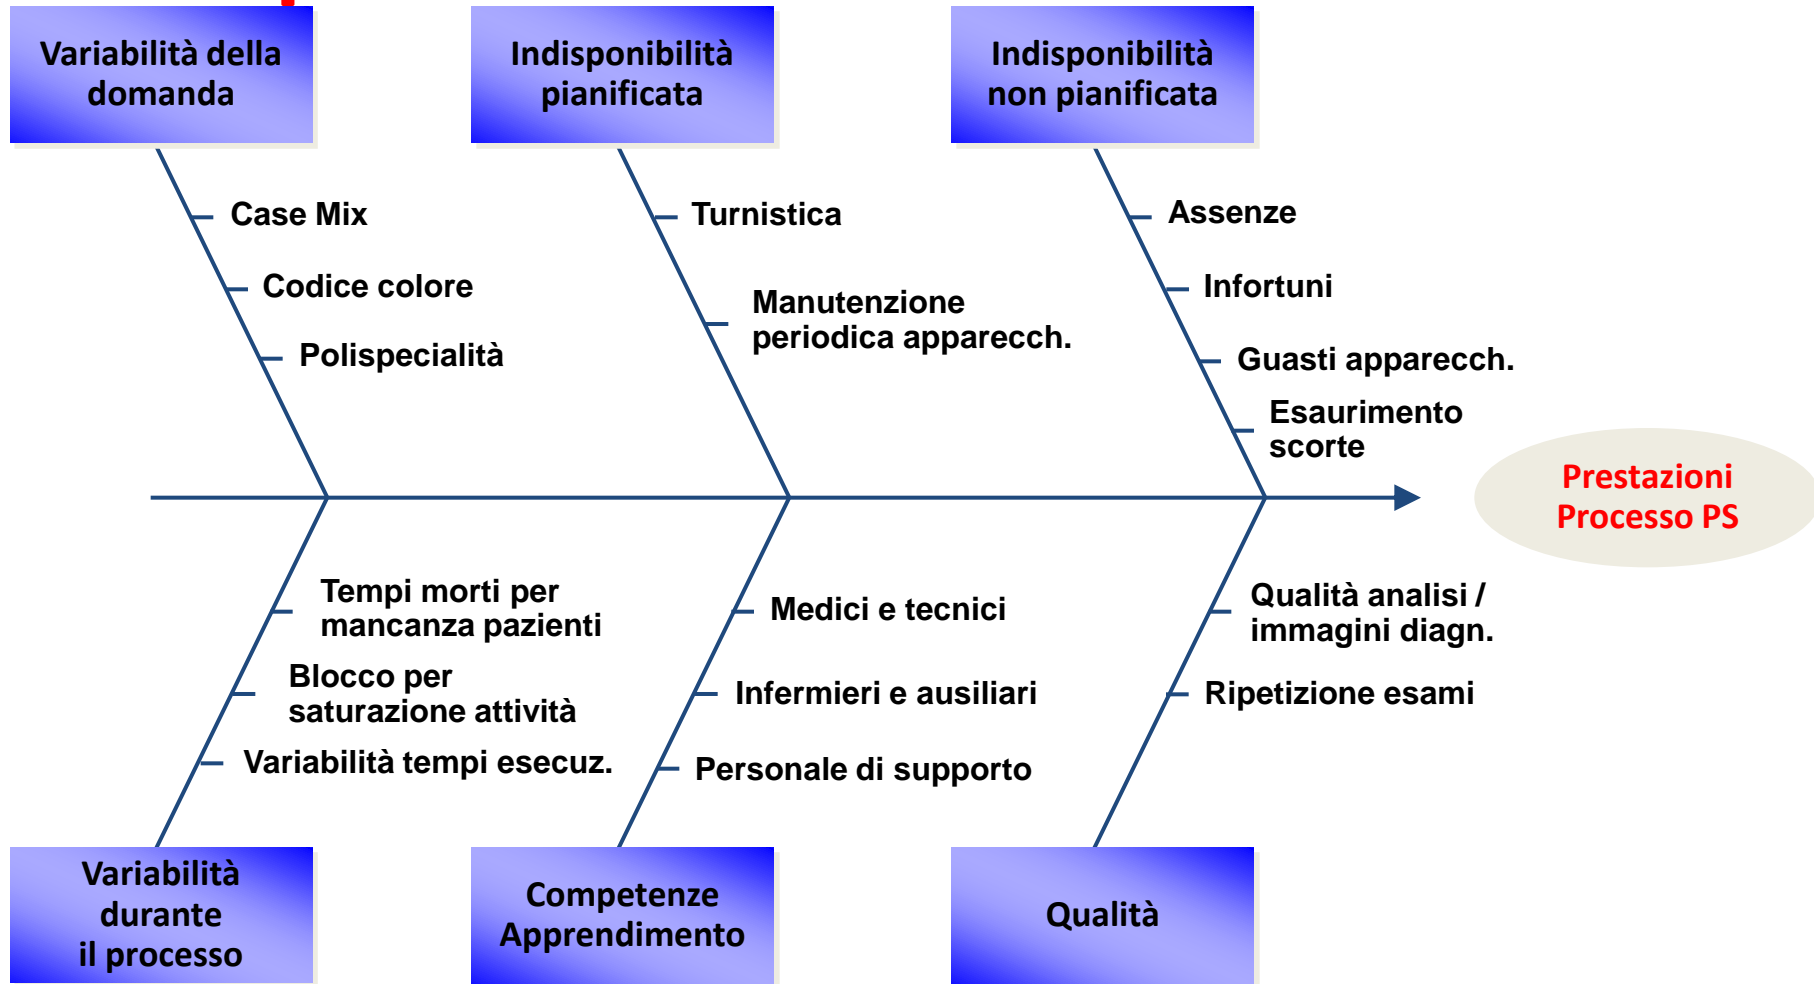 Variabilità della
domanda
Indisponibilità
pianificata
Indisponibilità
non pianificata
Case Mix
Codice colore
Polispecialità
Turnistica
Manutenzione
periodica apparecch.
Assenze
Infortuni
Guasti apparecch.
Esaurimento
scorte
Prestazioni
Processo PS
Tempi morti per
mancanza pazienti
Blocco per
saturazione attività
Variabilità tempi esecuz.
Medici e tecnici
Infermieri e ausiliari
Personale di supporto
Qualità analisi /
immagini diagn.
Ripetizione esami
Variabilità
durante
il processo
Competenze
Apprendimento
Qualità